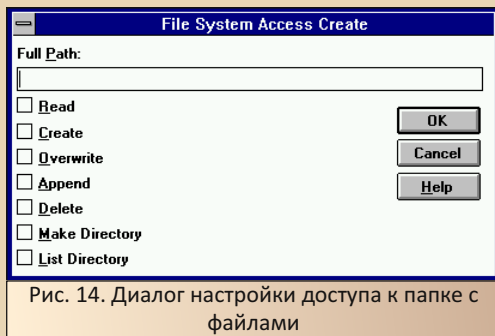 File System Access Create
Full Path:
Read
Create
Overwrite
Append
Delete
Make Directory
List Directory
OK
Cancel
Help
Рис. 14. Диалог настройки доступа к папке с
файлами